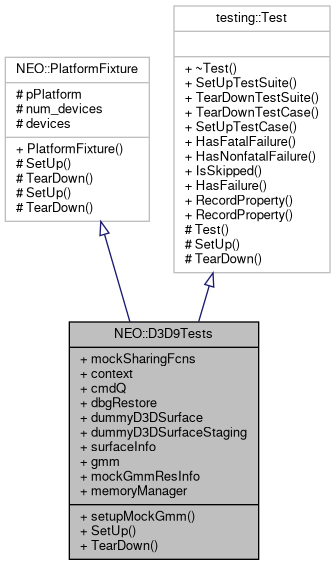 NEO::PlatformFixture
# pPlatform
# num_devices
# devices
+ PlatformFixture()
# SetUp()
# TearDown()
# SetUp()
# TearDown()
testing::Test
+ ~Test()
+ SetUpTestSuite()
+ TearDownTestSuite()
+ TearDownTestCase()
+ SetUpTestCase()
+ HasFatalFailure()
+ HasNonfatalFailure()
+ IsSkipped()
+ HasFailure()
+ RecordProperty()
+ RecordProperty()
# Test()
# SetUp()
# TearDown()
NEO::D3D9Tests
+ mockSharingFcns
+ context
+ cmdQ
+ dbgRestore
+ dummyD3DSurface
+ dummyD3DSurfaceStaging
+ surfaceInfo
+ gmm
+ mockGmmResInfo
+ memoryManager
+ setupMockGmm()
+ SetUp()
+ TearDown()